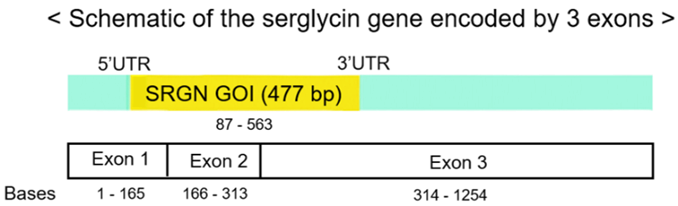 < Schematic of the serglycin gene encoded by 3 exons >
5'UTR 3'UTR
SRGN GOI (477 bp)
87 - 563
Exon 1 Exon 2 Exon 3
Bases 1 - 165 166 - 313 314 - 1254